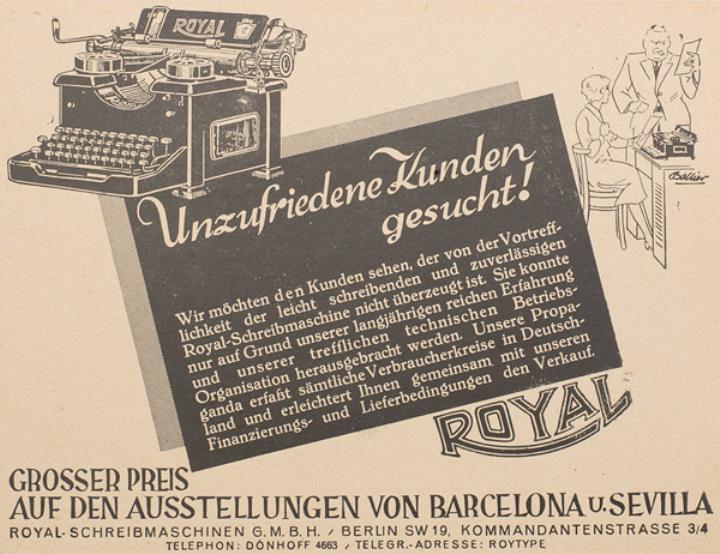 ROYAL
Unzufriedene Kunden
gesucht!
Wir möchten den Kunden sehen, der von der Vortreff-
lichkeit der leicht schreibenden und zuverlässigen
Royal-Schreibmaschine nicht überzeugt ist. Sie konnte
nur auf Grund unserer langjährigen reichen Erfahrung
und unserer trefflichen technischen Betriebs-
Organisation herausgebracht werden. Unsere Propa-
ganda erfaßt sämtliche Verbraucherkreise in Deutsch-
land und erleichtert Ihnen gemeinsam mit unseren
Finanzierungs- und Lieferbedingungen den Verkauf.
ROYAL
GROSSER PREIS
AUF DEN AUSSTELLUNGEN VON BARCELONA U. SEVILLA
ROYAL-SCHREIBMASCHINEN G.M.B.H. / BERLIN SW 19, KOMMANDANTENSTRASSE 3/4
TELEPHON: DÖNHOFF 4663 / TELEGR.-ADRESSE: ROYTYPE